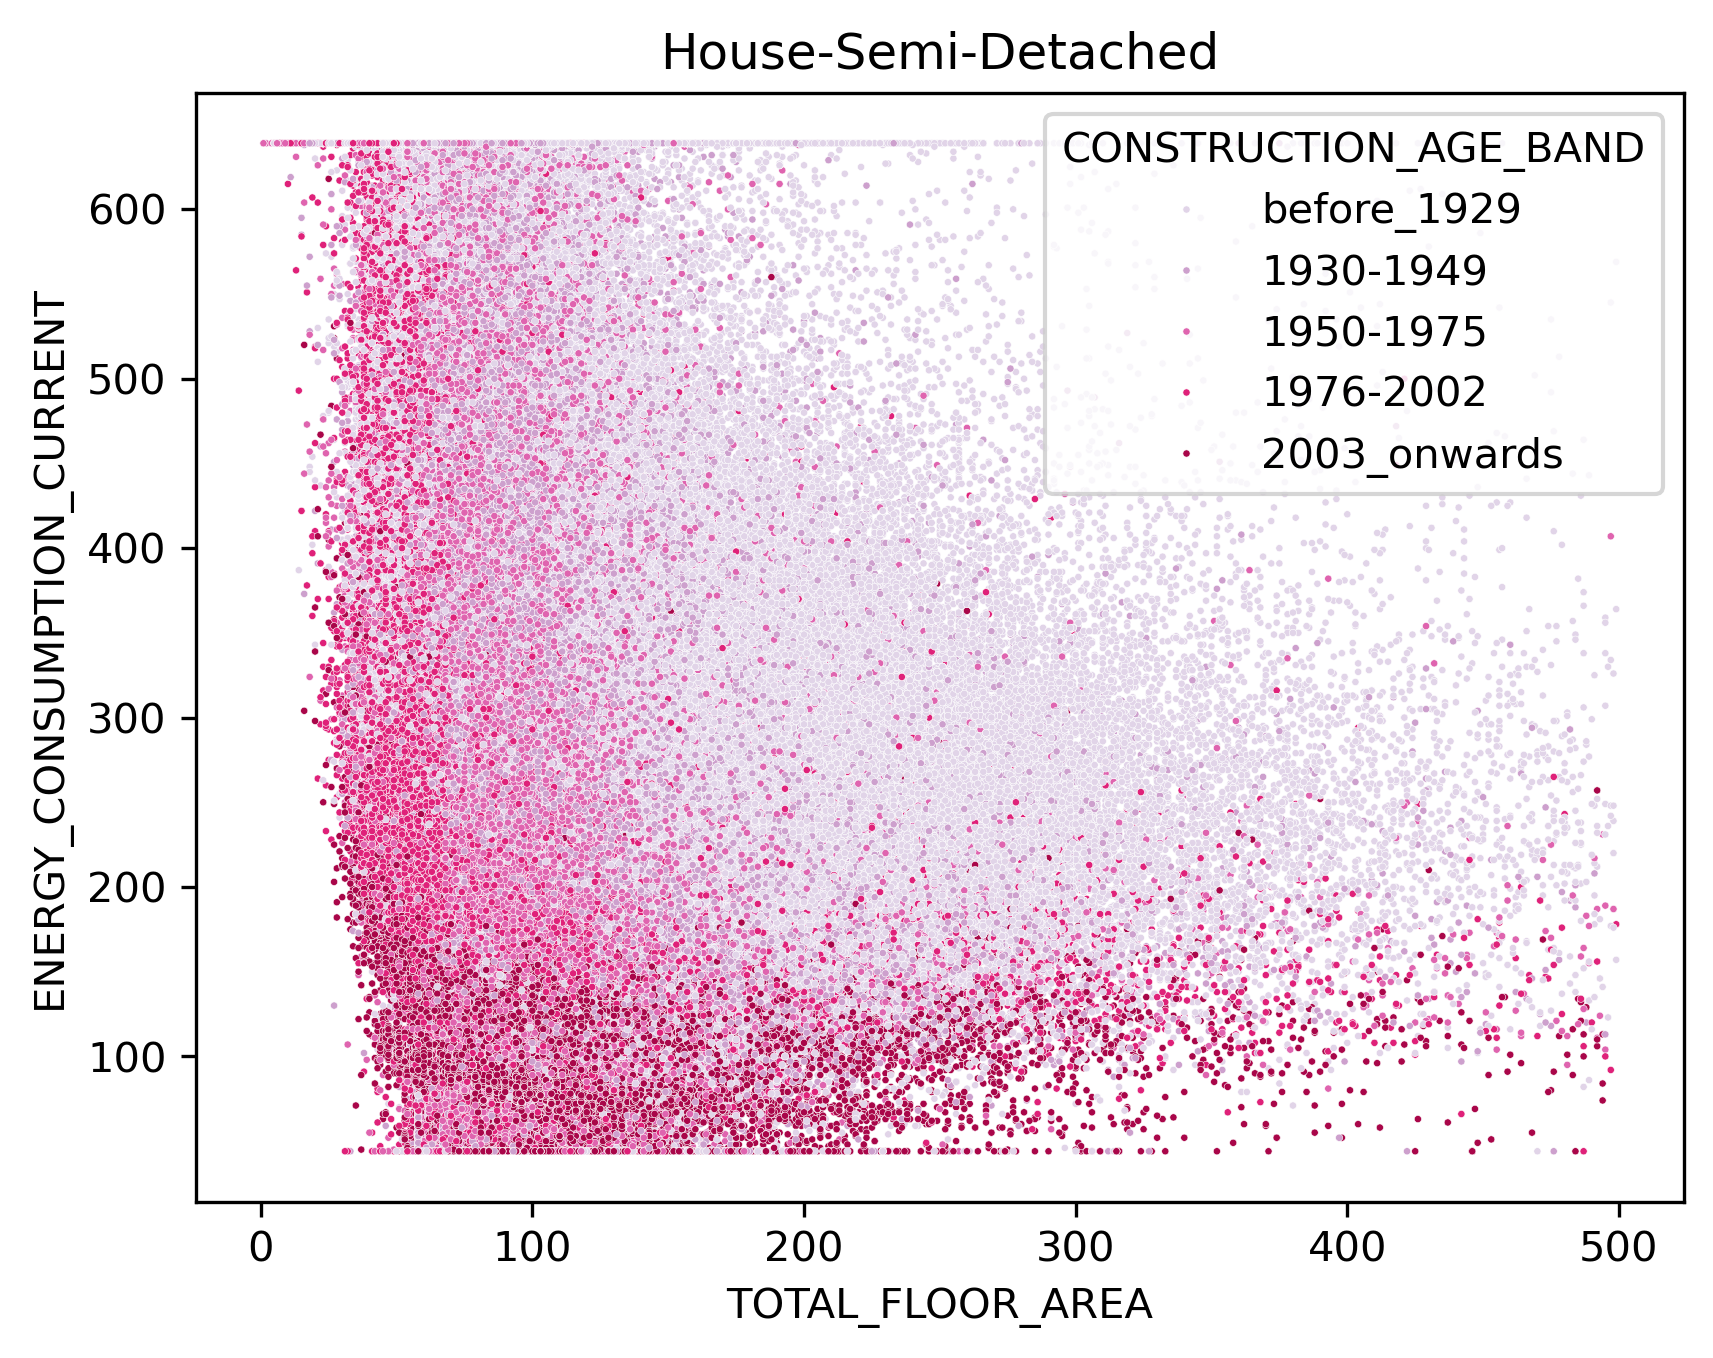 House-Semi-Detached
CONSTRUCTION_AGE_BAND
before_1929
1930-1949
1950-1975
1976-2002
2003_onwards
ENERGY_CONSUMPTION_CURRENT
600
500
400
300
200
100
0 100 200 300 400 500
TOTAL_FLOOR_AREA